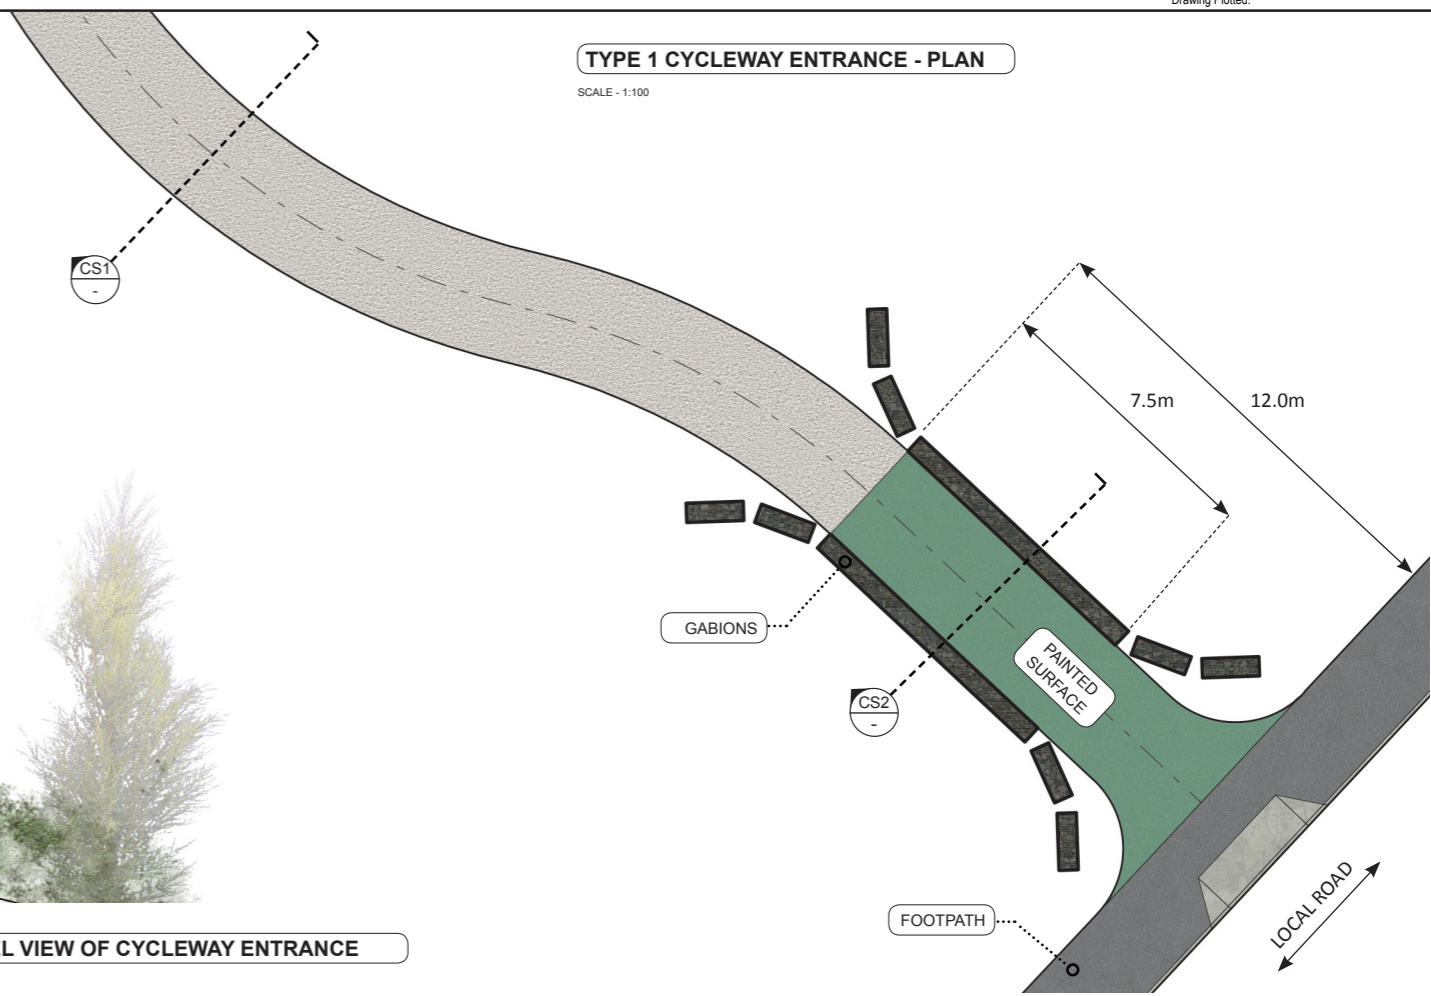 Drawing Plotted:
TYPE 1 CYCLEWAY ENTRANCE - PLAN
SCALE - 1:100
CS1
-
7.5m
12.0m
GABIONS
PAINTED
SURFACE
CS2
-
FOOTPATH
LOCAL ROAD
EL VIEW OF CYCLEWAY ENTRANCE